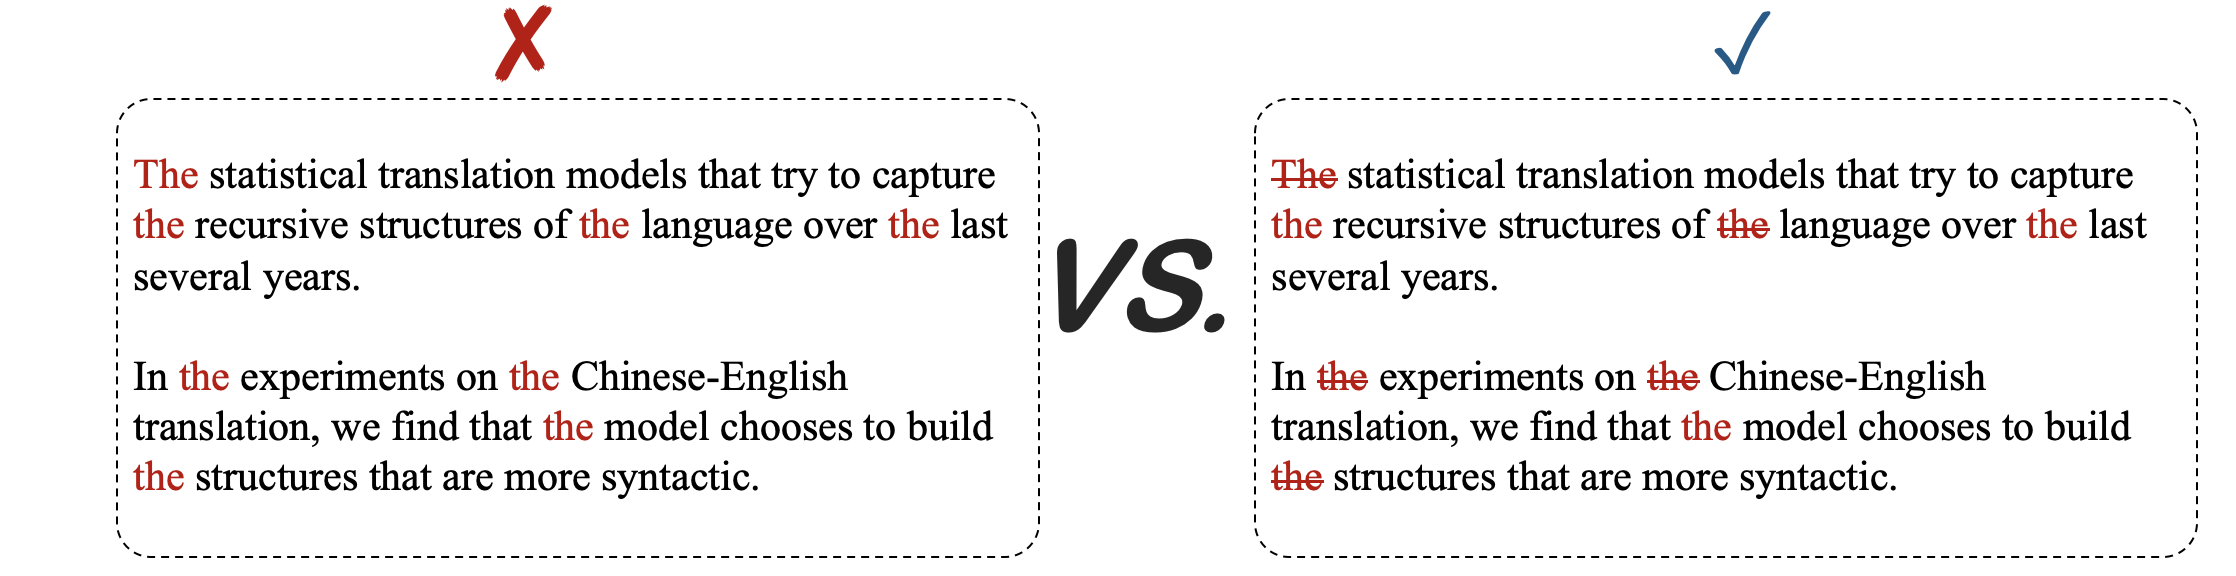 The statistical translation models that try to capture
the recursive structures of the language over the last
several years.
In the experiments on the Chinese-English
translation, we find that the model chooses to build
the structures that are more syntactic.
VS.
The statistical translation models that try to capture
the recursive structures of the language over the last
several years.
In the experiments on the Chinese-English
translation, we find that the model chooses to build
the structures that are more syntactic.